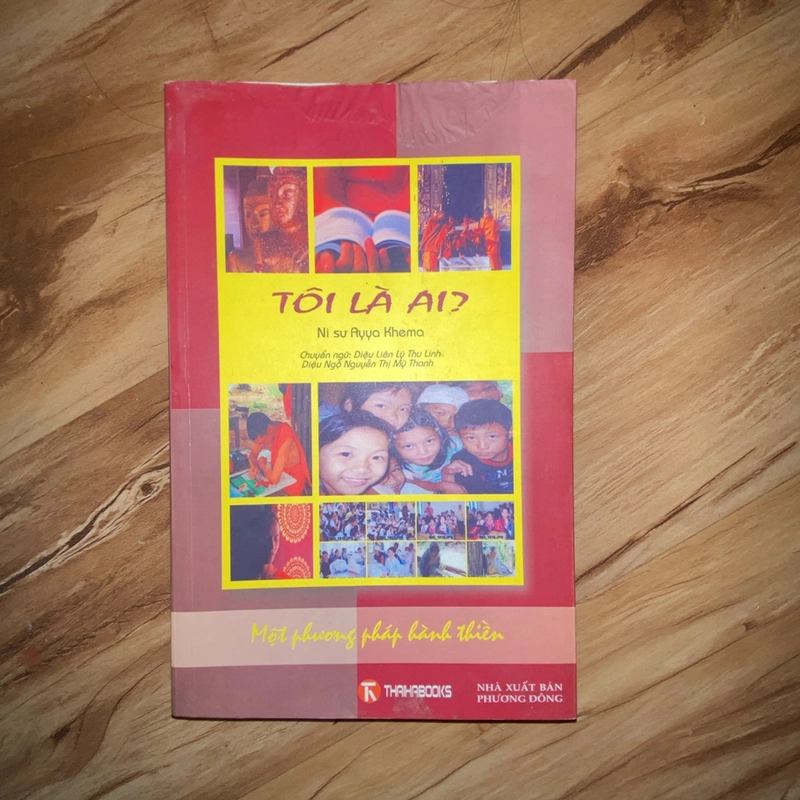 TÔI LÀ AI?
Ni sư Ayya Khema
Chuyển ngữ: Diệu Liên Lý Thu Linh
Diệu Ngộ Nguyễn Thị Mỹ Thanh
Một phương pháp hành thiền
THAIHABOOKS
NHÀ XUẤT BẢN
PHƯƠNG ĐÔNG